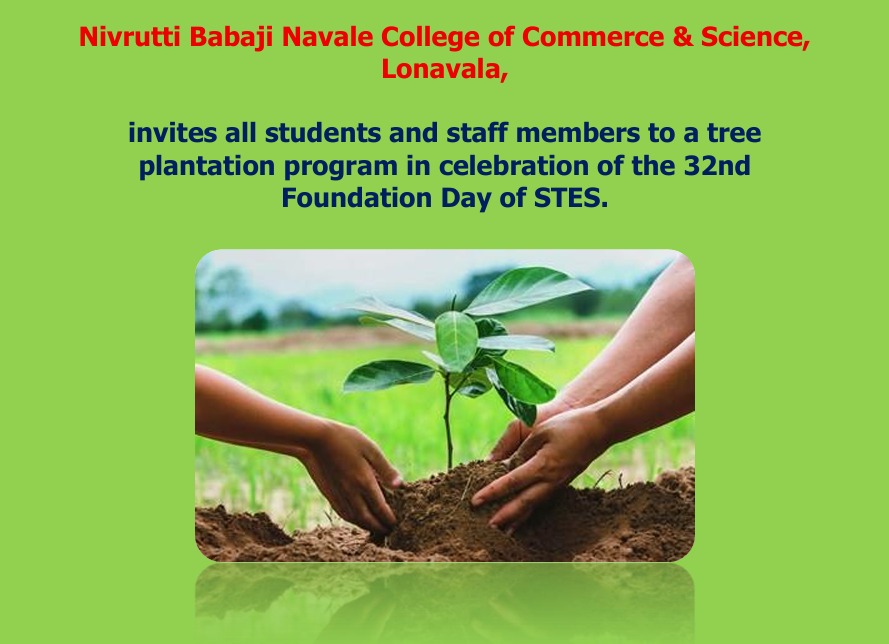 Nivrutti Babaji Navale College of Commerce & Science,
Lonavala,
invites all students and staff members to a tree
plantation program in celebration of the 32nd
Foundation Day of STES.